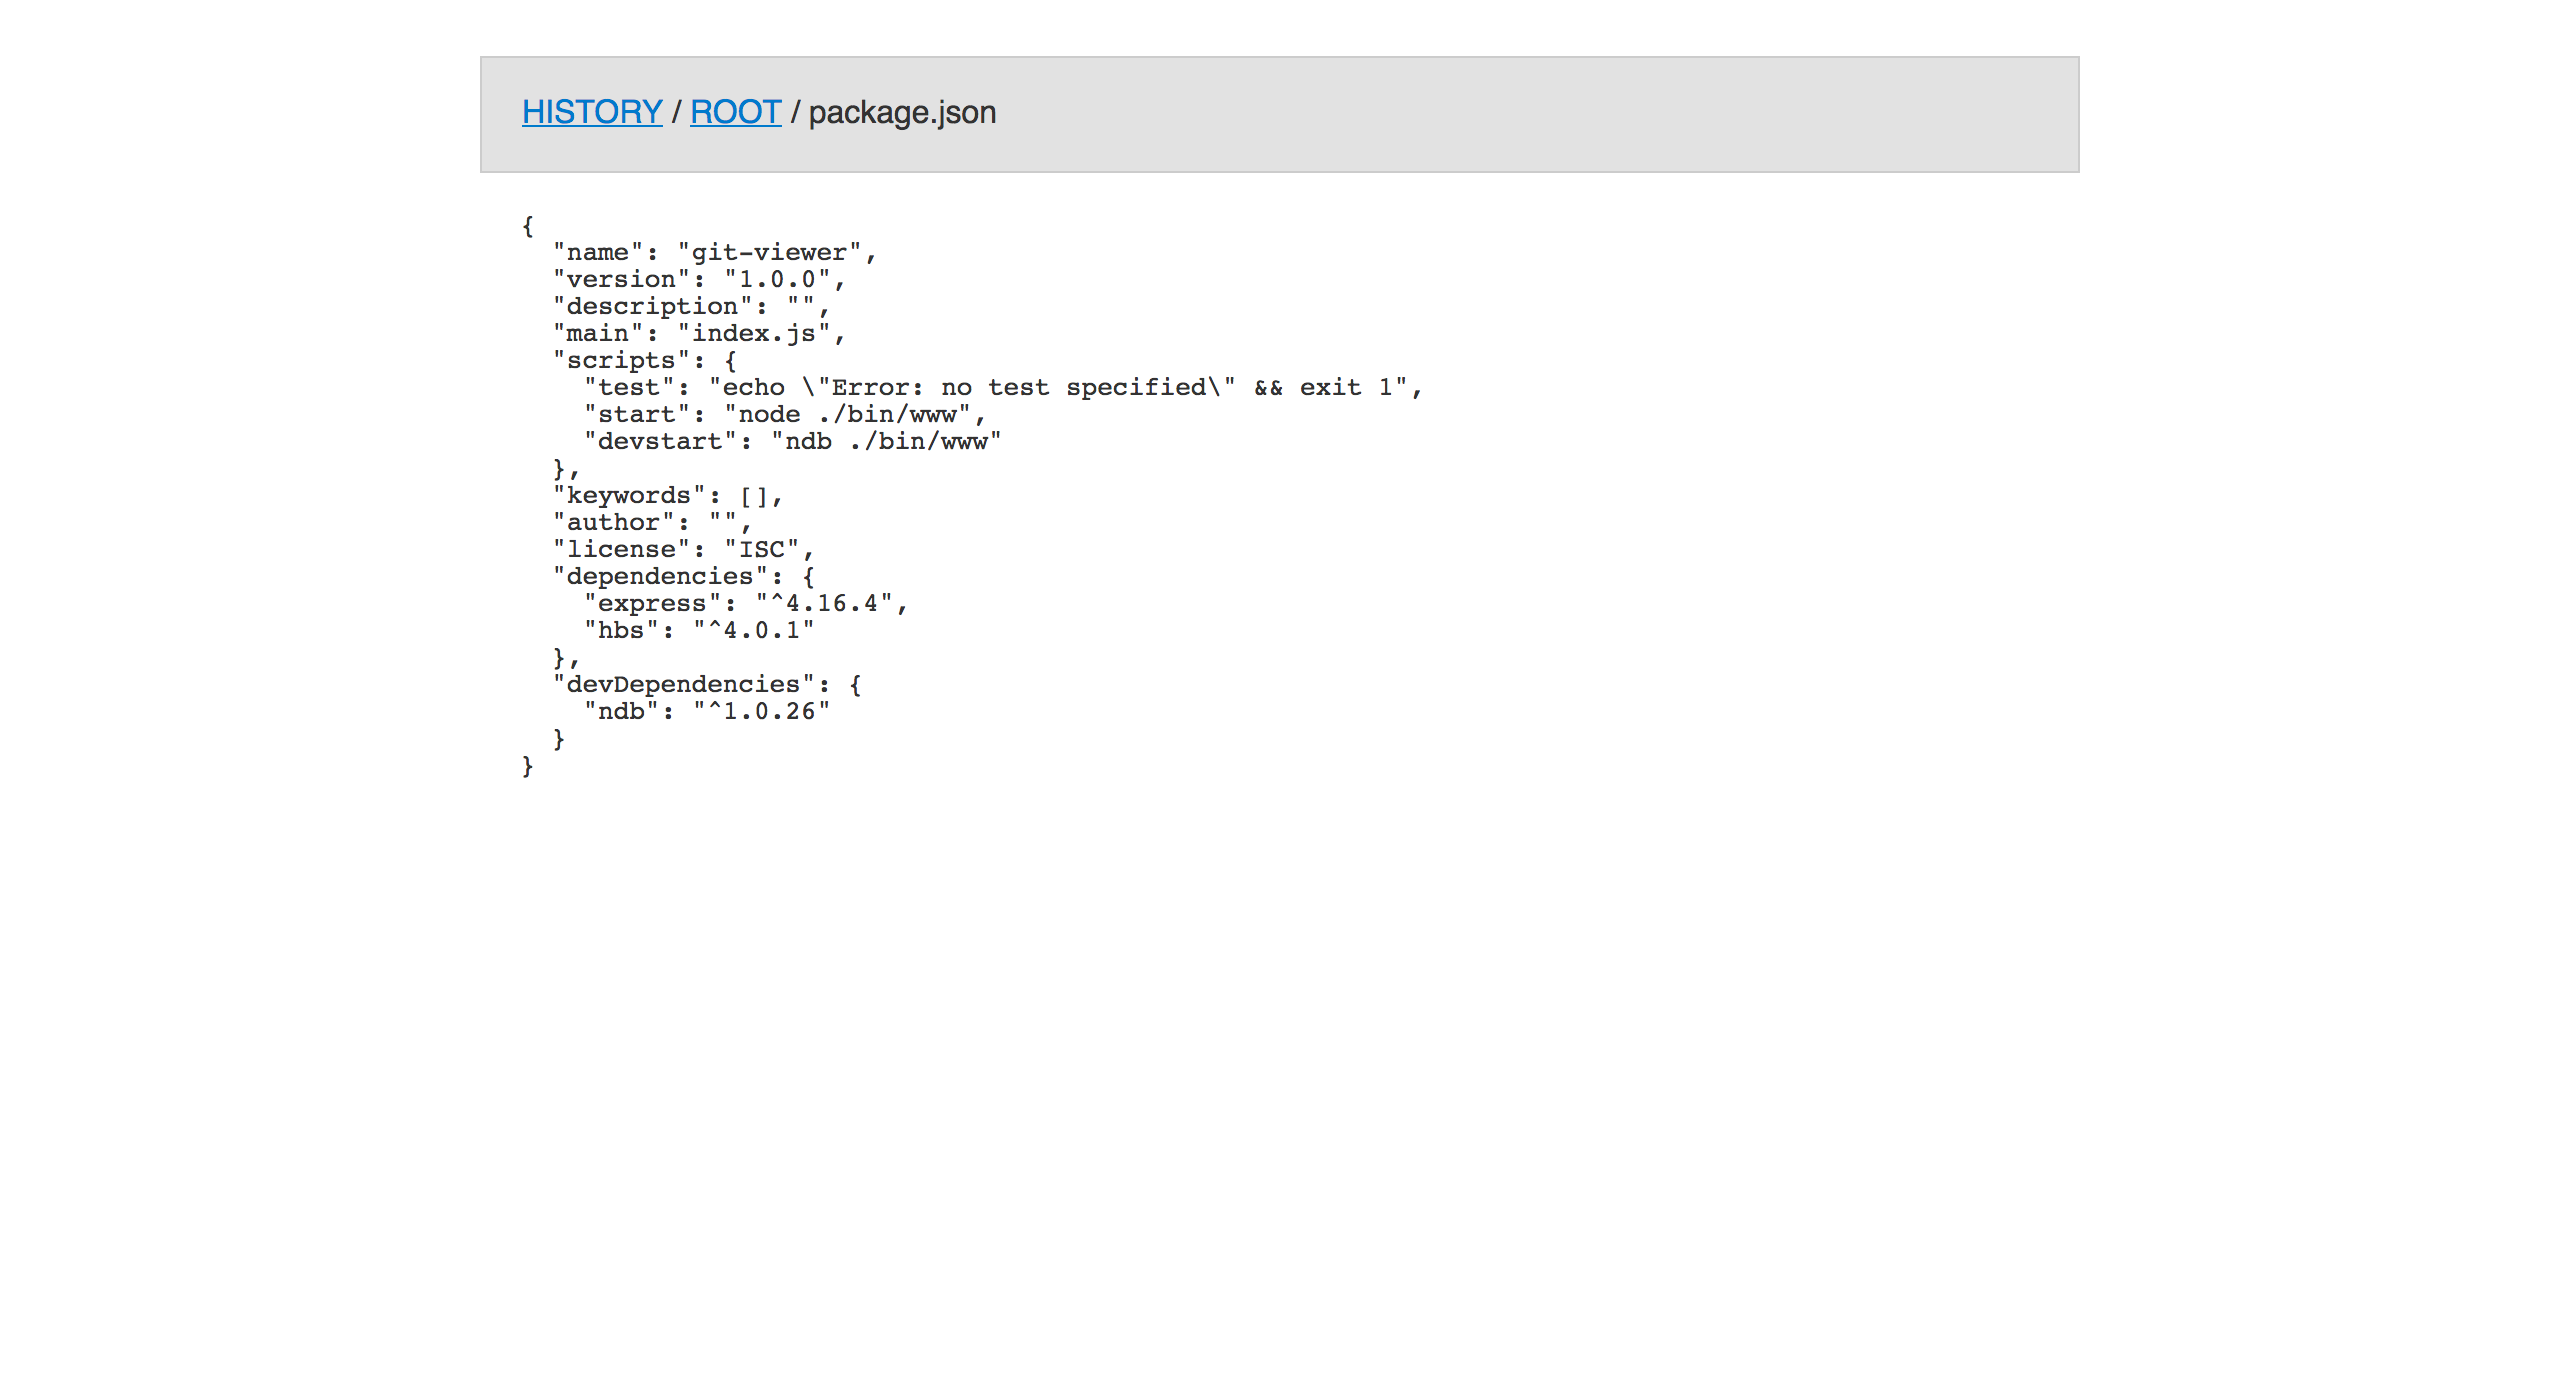 HISTORY / ROOT / package.json
{
  "name": "git-viewer",
  "version": "1.0.0",
  "description": "",
  "main": "index.js",
  "scripts": {
    "test": "echo \"Error: no test specified\" && exit 1",
    "start": "node ./bin/www",
    "devstart": "ndb ./bin/www"
  },
  "keywords": [],
  "author": "",
  "license": "ISC",
  "dependencies": {
    "express": "^4.16.4",
    "hbs": "^4.0.1"
  },
  "devDependencies": {
    "ndb": "^1.0.26"
  }
}